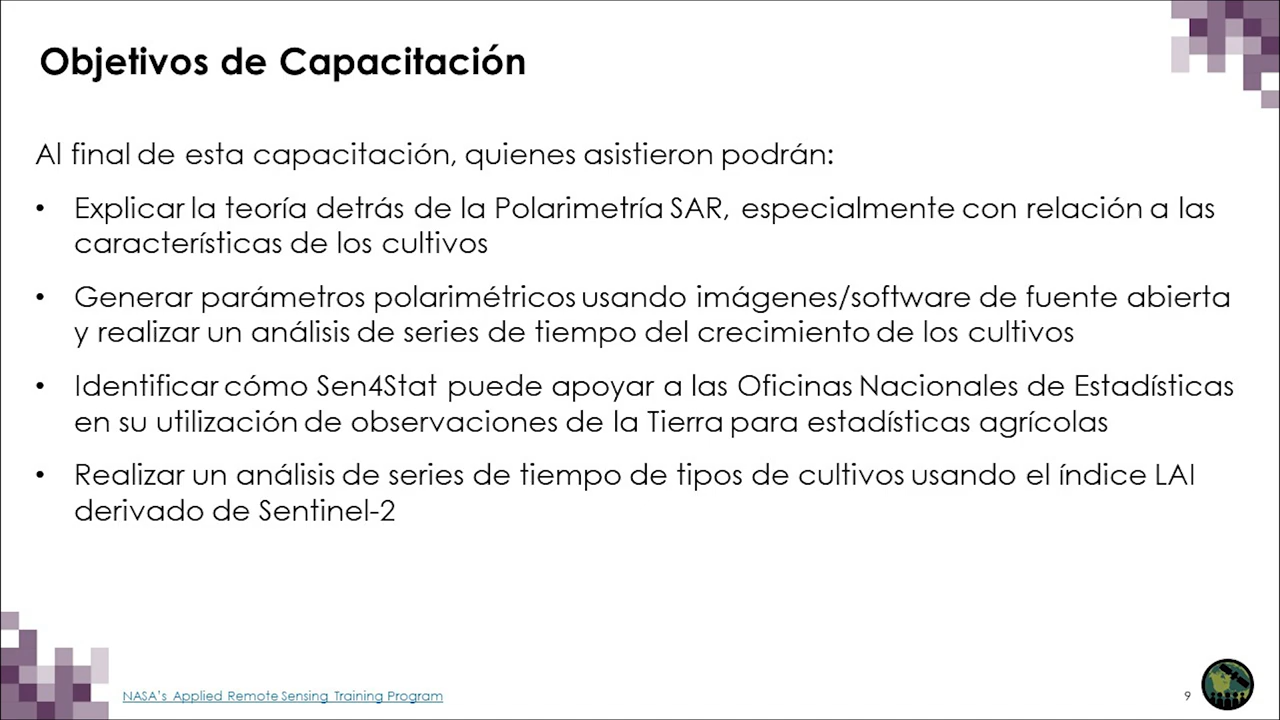 Objetivos de Capacitación
Al final de esta capacitación, quienes asistieron podrán:
• Explicar la teoría detrás de la Polarimetría SAR, especialmente con relación a las
características de los cultivos
• Generar parámetros polarimétricos usando imágenes/software de fuente abierta
y realizar un análisis de series de tiempo del crecimiento de los cultivos
• Identificar cómo Sen4Stat puede apoyar a las Oficinas Nacionales de Estadísticas
en su utilización de observaciones de la Tierra para estadísticas agrícolas
• Realizar un análisis de series de tiempo de tipos de cultivos usando el índice LAI
derivado de Sentinel-2
NASA's Applied Remote Sensing Training Program
9